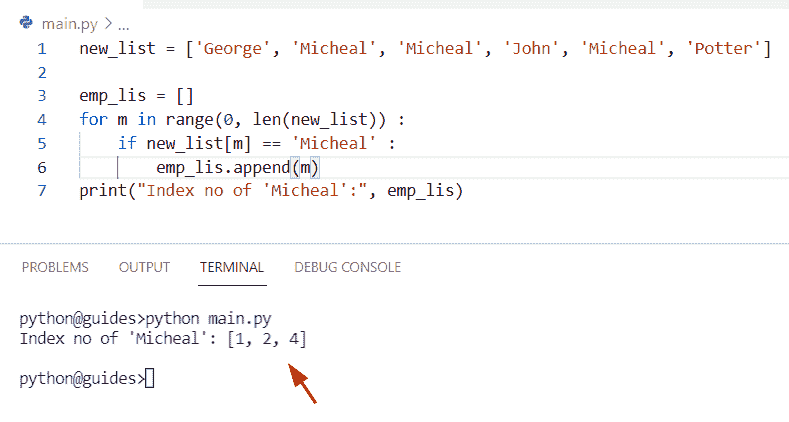 main.py > ...
1 new_list = ['George', 'Micheal', 'Micheal', 'John', 'Micheal', 'Potter']
2
3 emp_lis = []
4 for m in range(0, len(new_list)) :
5     if new_list[m] == 'Micheal' :
6         emp_lis.append(m)
7 print("Index no of 'Micheal':", emp_lis)
PROBLEMS OUTPUT TERMINAL DEBUG CONSOLE
python@guides>python main.py
Index no of 'Micheal': [1, 2, 4]
python@guides>